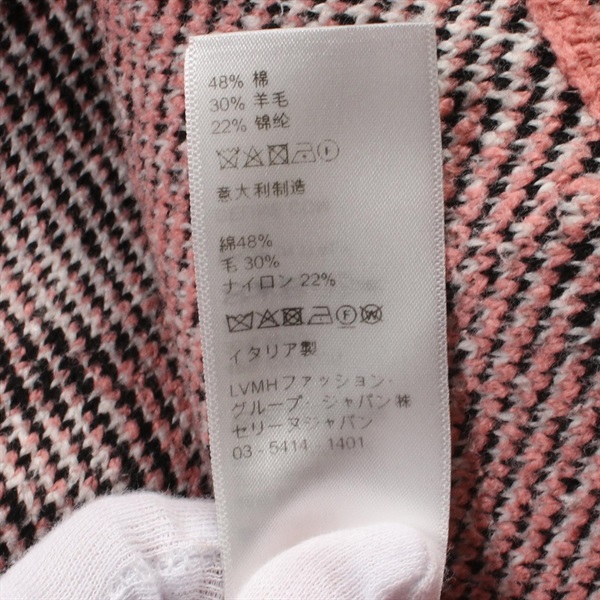 48% 棉
30% 羊毛
22% 锦纶
意大利制造
綿48%
毛 30%
ナイロン 22%
イタリア製
LVMHファッション・
グループ・ジャパン㈱
セリーヌジャパン
03 - 5414 - 1401